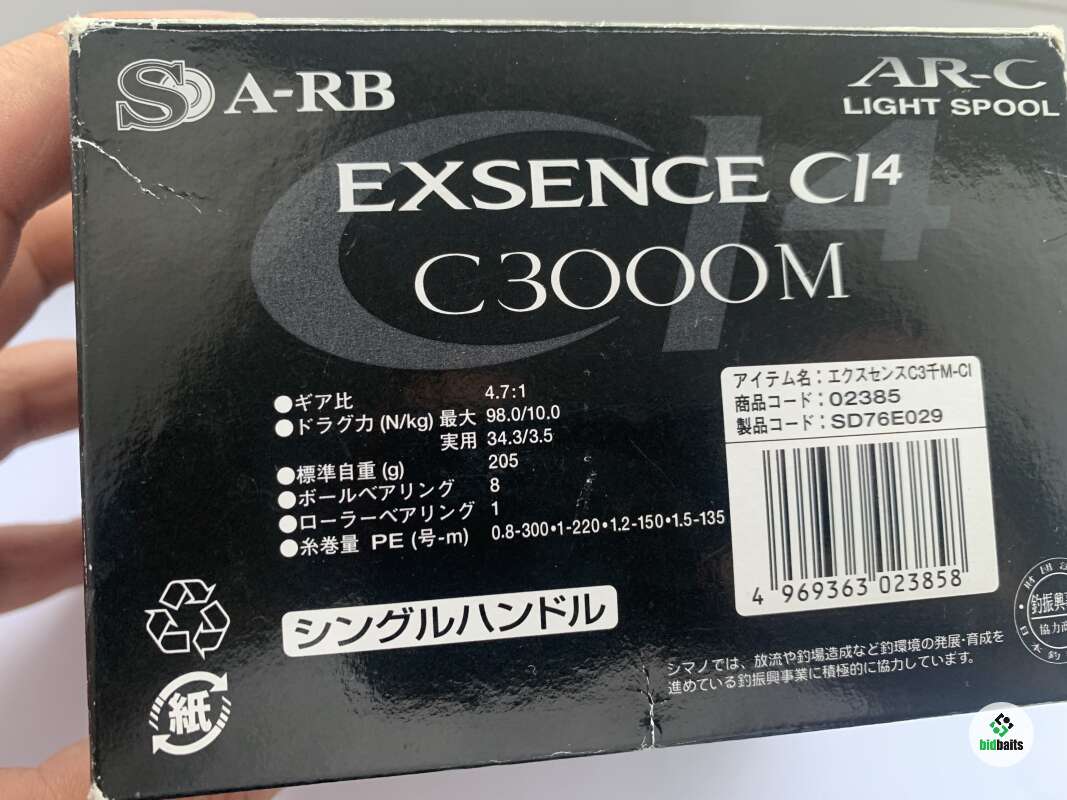 S A-RB
AR-C
LIGHT SPOOL
EXSENCE CI4
C3000M
●ギア比 4.7:1
●ドラグ力 (N/kg) 最大 98.0/10.0
実用 34.3/3.5
●標準自重 (g) 205
●ボールベアリング 8
●ローラーベアリング 1
●糸巻量 PE (号-m) 0.8-300•1-220•1.2-150•1.5-135
アイテム名:エクスセンスC3千M-CI
商品コード:02385
製品コード:SD76E029
4 969363 023858
シングルハンドル
シマノでは、放流や釣場造成など釣環境の発展・育成を
進めている釣振興事業に積極的に協力しています。
紙
釣振興
協力
bidbaits